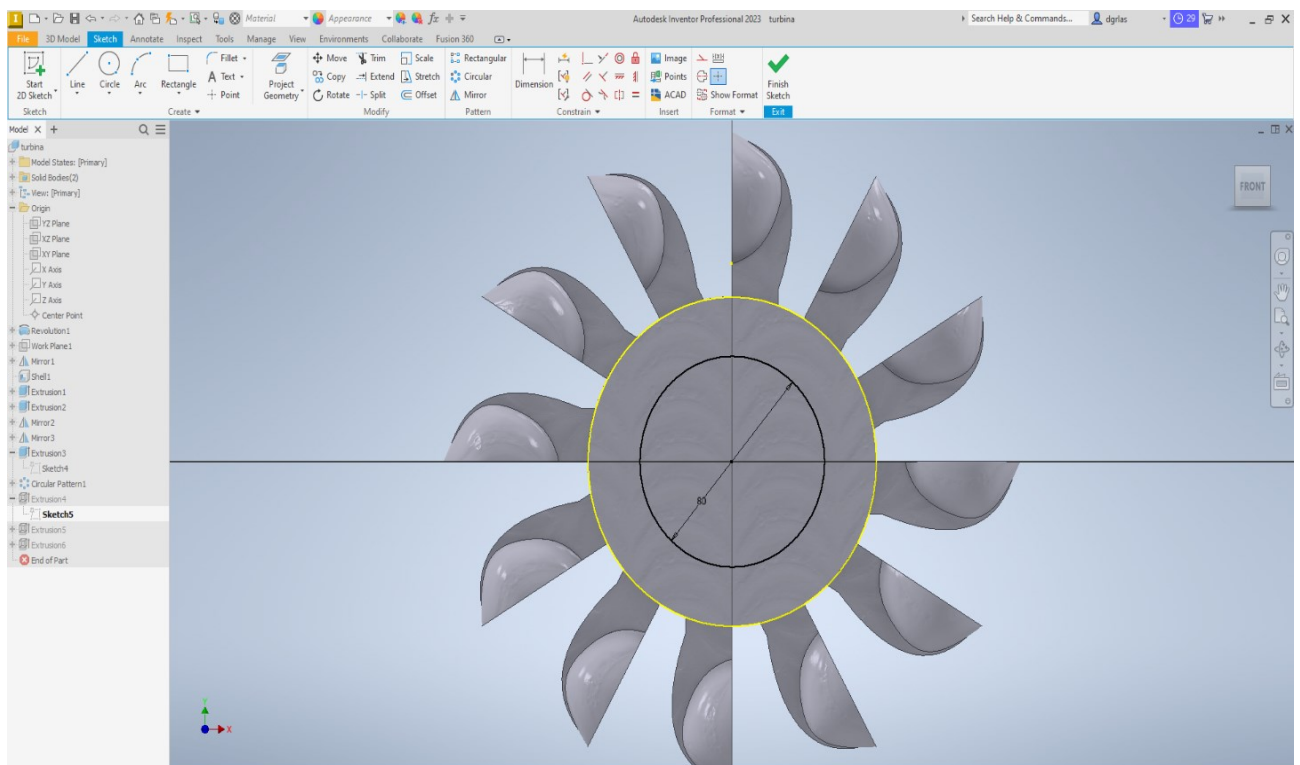 Material Appearance Autodesk Inventor Professional 2023 turbina Search Help & Commands... dgrlas 29
File 3D Model Sketch Annotate Inspect Tools Manage View Environments Collaborate Fusion 360
Start 2D Sketch
Line
Circle
Arc
Rectangle
Fillet
Text
Point
Project Geometry
Move Trim Scale
Copy Extend Stretch
Rotate Split Offset
Rectangular
Circular
Mirror
Dimension
Image
Points
ACAD
Show Format
Finish Sketch
Sketch Create Modify Pattern Constrain Insert Format Exit
Model
turbina
Model States: [Primary]
Solid Bodies(2)
View: [Primary]
Origin
YZ Plane
XZ Plane
XY Plane
X Axis
Y Axis
Z Axis
Center Point
Revolution1
Work Plane1
Mirror1
Shell1
Extrusion1
Extrusion2
Mirror2
Mirror3
Extrusion3
Sketch4
Circular Pattern1
Extrusion4
Sketch5
Extrusion5
Extrusion6
End of Part
FRONT
80
Y
X